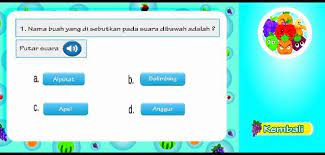 1. Nama buah yang di sebutkan pada suara dibawah adalah ?
Putar suara
a. Alpukat
b. Belimbing
c. Apel
d. Anggur
Kembali